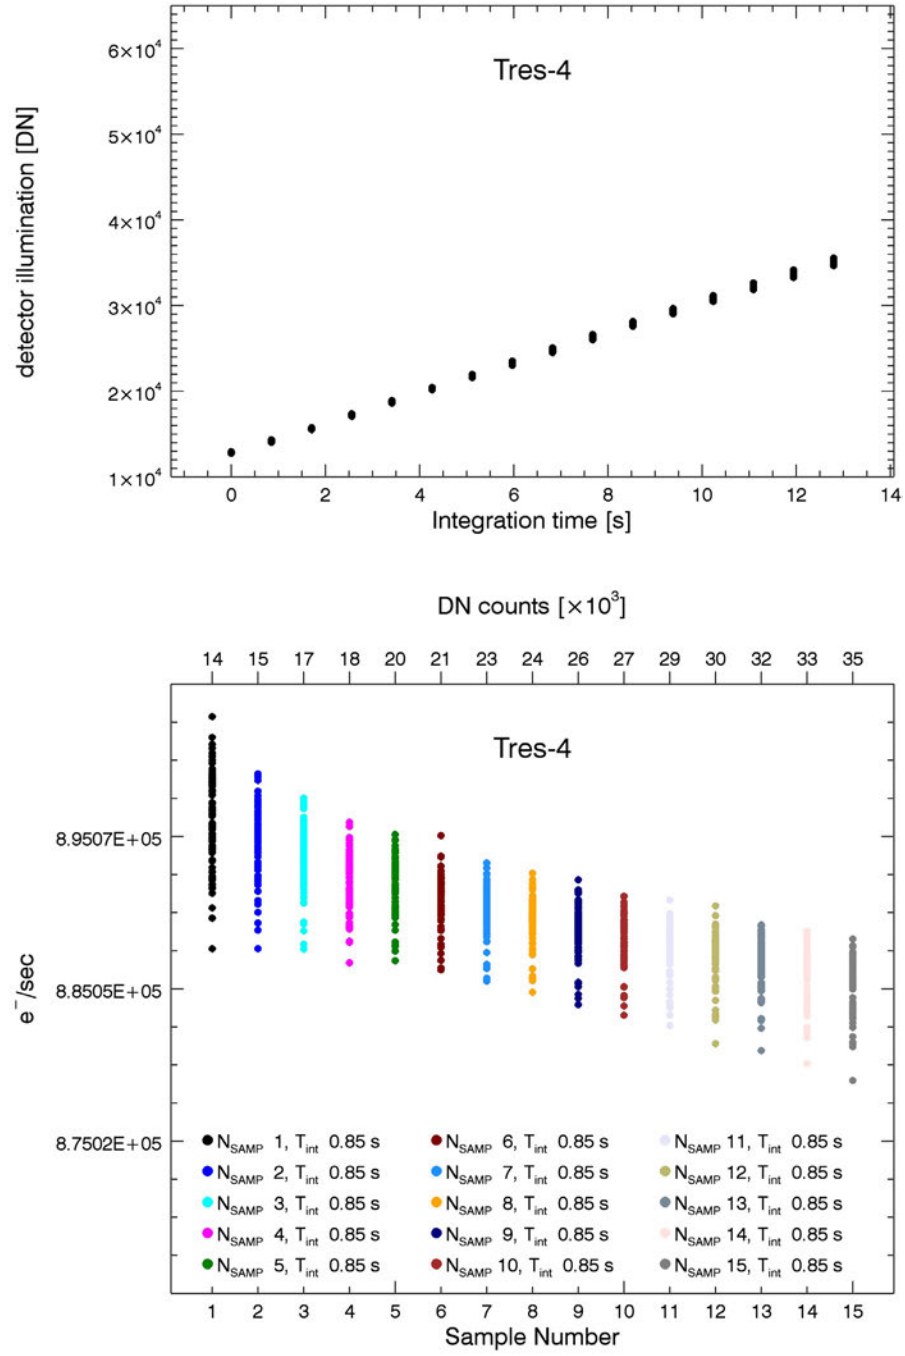 6×10⁴
Tres-4
5×10⁴
4×10⁴
3×10⁴
2×10⁴
1×10⁴
detector illumination [DN]
0 2 4 6 8 10 12 14
Integration time [s]
DN counts [×10³]
14 15 17 18 20 21 23 24 26 27 29 30 32 33 35
Tres-4
8.9507E+05
8.8505E+05
8.7502E+05
e⁻/sec
N_SAMP 1, T_int 0.85 s N_SAMP 6, T_int 0.85 s N_SAMP 11, T_int 0.85 s
N_SAMP 2, T_int 0.85 s N_SAMP 7, T_int 0.85 s N_SAMP 12, T_int 0.85 s
N_SAMP 3, T_int 0.85 s N_SAMP 8, T_int 0.85 s N_SAMP 13, T_int 0.85 s
N_SAMP 4, T_int 0.85 s N_SAMP 9, T_int 0.85 s N_SAMP 14, T_int 0.85 s
N_SAMP 5, T_int 0.85 s N_SAMP 10, T_int 0.85 s N_SAMP 15, T_int 0.85 s
1 2 3 4 5 6 7 8 9 10 11 12 13 14 15
Sample Number